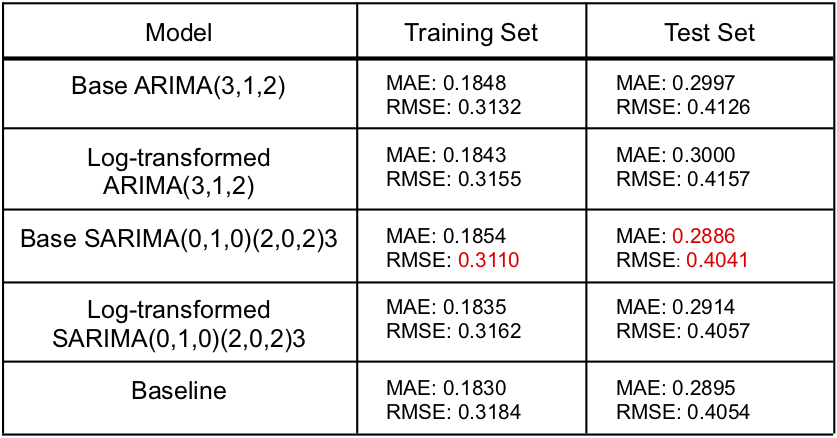 Model
Training Set
Test Set
Base ARIMA(3,1,2)
MAE: 0.1848
RMSE: 0.3132
MAE: 0.2997
RMSE: 0.4126
Log-transformed
ARIMA(3,1,2)
MAE: 0.1843
RMSE: 0.3155
MAE: 0.3000
RMSE: 0.4157
Base SARIMA(0,1,0)(2,0,2)3
MAE: 0.1854
RMSE: 0.3110
MAE: 0.2886
RMSE: 0.4041
Log-transformed
SARIMA(0,1,0)(2,0,2)3
MAE: 0.1835
RMSE: 0.3162
MAE: 0.2914
RMSE: 0.4057
Baseline
MAE: 0.1830
RMSE: 0.3184
MAE: 0.2895
RMSE: 0.4054